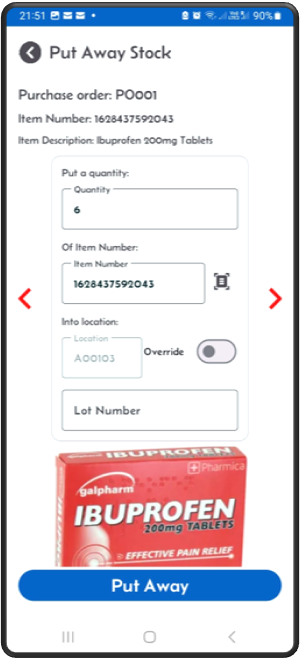 21:51
90%
Put Away Stock
Purchase order: PO001
Item Number: 1628437592043
Item Description: Ibuprofen 200mg Tablets
Put a quantity:
Quantity
6
Of Item Number:
Item Number
1628437592043
Into location:
Location
A00103
Override
Lot Number
IBUPROFEN
Pharmica
galpharm
IBUPROFEN
200mg TABLETS
EFFECTIVE PAIN RELIEF
Put Away